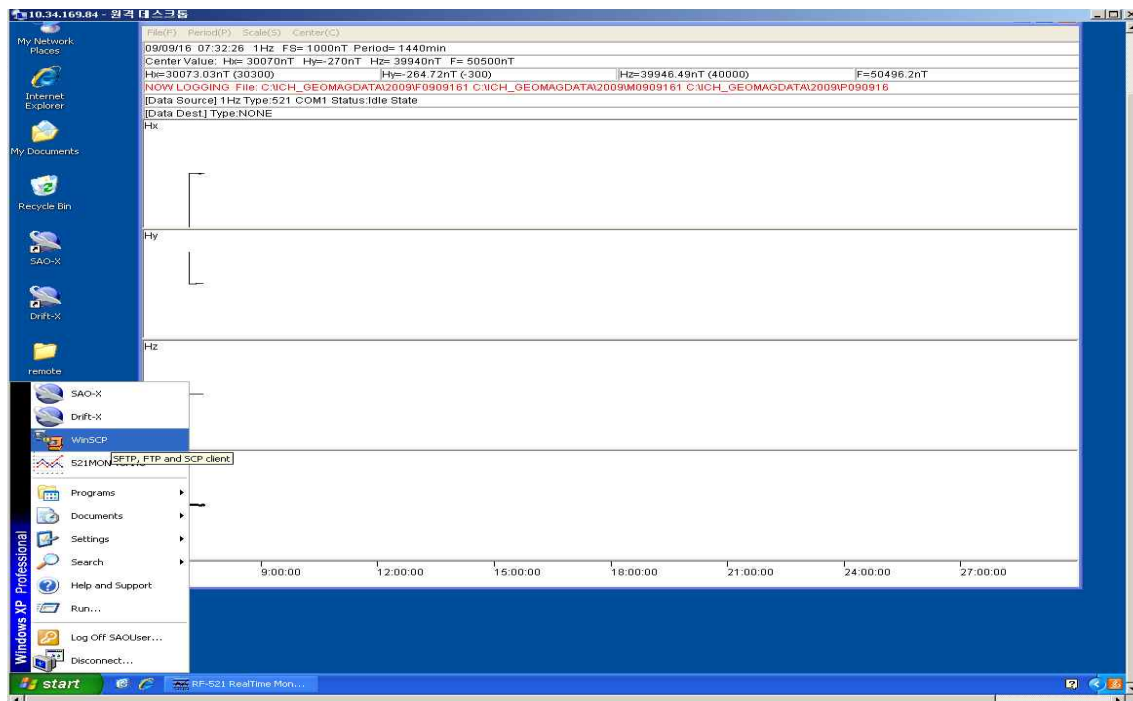 10.34.169.84 - 원격 데스크톱
My Network Places
Internet Explorer
My Documents
Recycle Bin
SAO-X
Drift-X
remote
File(F) Period(P) Scale(S) Center(C)
09/09/16 07:32:26 1Hz FS= 1000nT Period= 1440min
Center Value: Hx= 30070nT Hy=-270nT Hz= 39940nT F= 50500nT
Hx=30073.03nT (30300) Hy=-264.72nT (-300) Hz=39946.49nT (40000) F=50496.2nT
NOW LOGGING File: C:\ICH_GEOMAGDATA\2009\F0909161 C:\ICH_GEOMAGDATA\2009\M0909161 C:\ICH_GEOMAGDATA\2009\P090916
[Data Source] 1Hz Type:521 COM1 Status:Idle State
[Data Dest.] Type:NONE
Hx
Hy
Hz
9:00:00 12:00:00 15:00:00 18:00:00 21:00:00 24:00:00 27:00:00
SAO-X
Drift-X
WinSCP
SFTP, FTP and SCP client
521MON
Programs
Documents
Settings
Search
Help and Support
Run...
Log Off SAOUser...
Disconnect...
Windows XP Professional
start
RF-521 RealTime Mon...